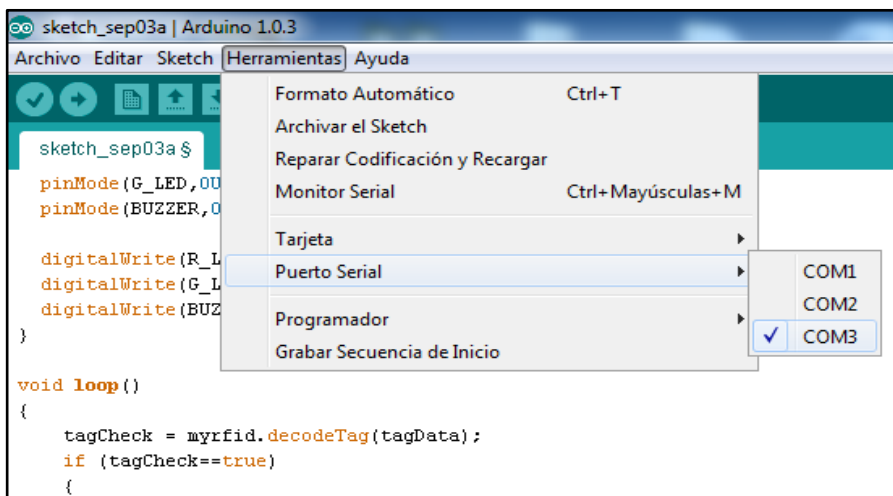 sketch_sep03a | Arduino 1.0.3
Archivo Editar Sketch Herramientas Ayuda
sketch_sep03a §
Formato Automático Ctrl+T
Archivar el Sketch
Reparar Codificación y Recargar
Monitor Serial Ctrl+Mayúsculas+M
Tarjeta
Puerto Serial
Programador
Grabar Secuencia de Inicio
COM1
COM2
COM3
pinMode(G_LED,OU
pinMode(BUZZER,O
digitalWrite(R_L
digitalWrite(G_L
digitalWrite(BUZ
}
void loop()
{
tagCheck = myrfid.decodeTag(tagData);
if (tagCheck==true)
{